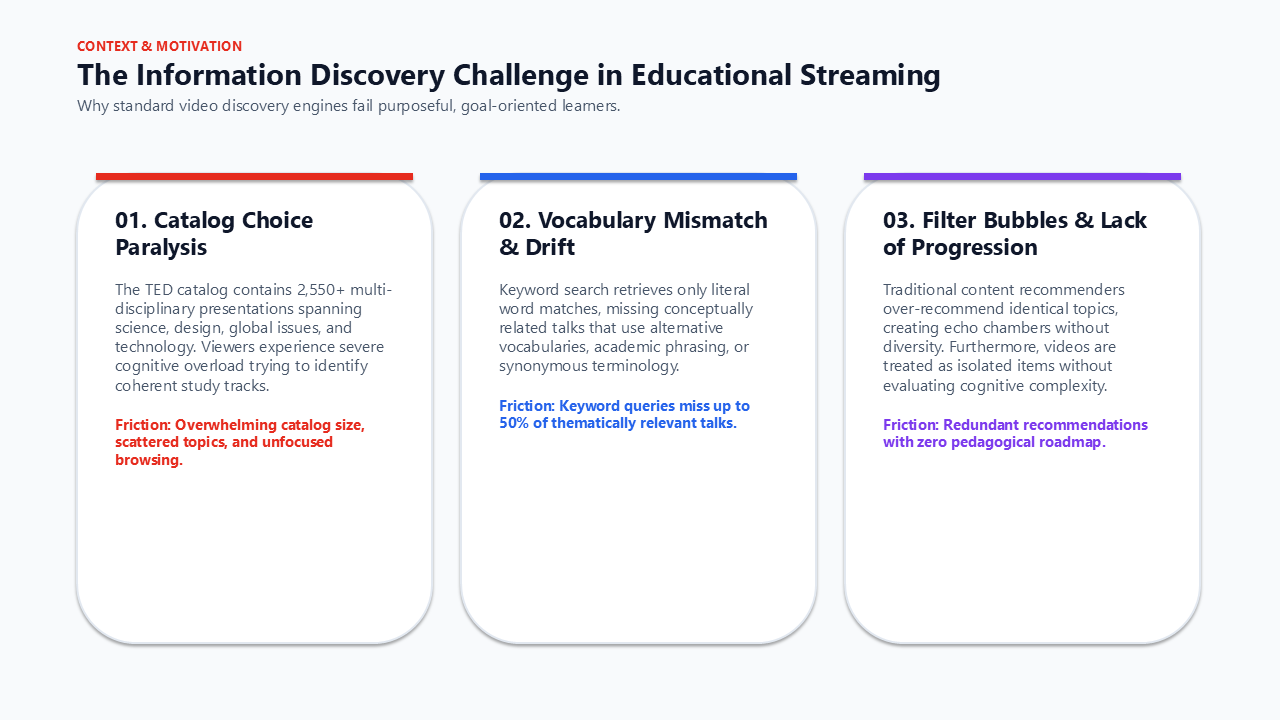 CONTEXT & MOTIVATION
The Information Discovery Challenge in Educational Streaming
Why standard video discovery engines fail purposeful, goal-oriented learners.
01. Catalog Choice
Paralysis
The TED catalog contains 2,550+ multi-
disciplinary presentations spanning
science, design, global issues, and
technology. Viewers experience severe
cognitive overload trying to identify
coherent study tracks.
Friction: Overwhelming catalog size,
scattered topics, and unfocused
browsing.
02. Vocabulary Mismatch
& Drift
Keyword search retrieves only literal
word matches, missing conceptually
related talks that use alternative
vocabularies, academic phrasing, or
synonymous terminology.
Friction: Keyword queries miss up to
50% of thematically relevant talks.
03. Filter Bubbles & Lack
of Progression
Traditional content recommenders
over-recommend identical topics,
creating echo chambers without
diversity. Furthermore, videos are
treated as isolated items without
evaluating cognitive complexity.
Friction: Redundant recommendations
with zero pedagogical roadmap.